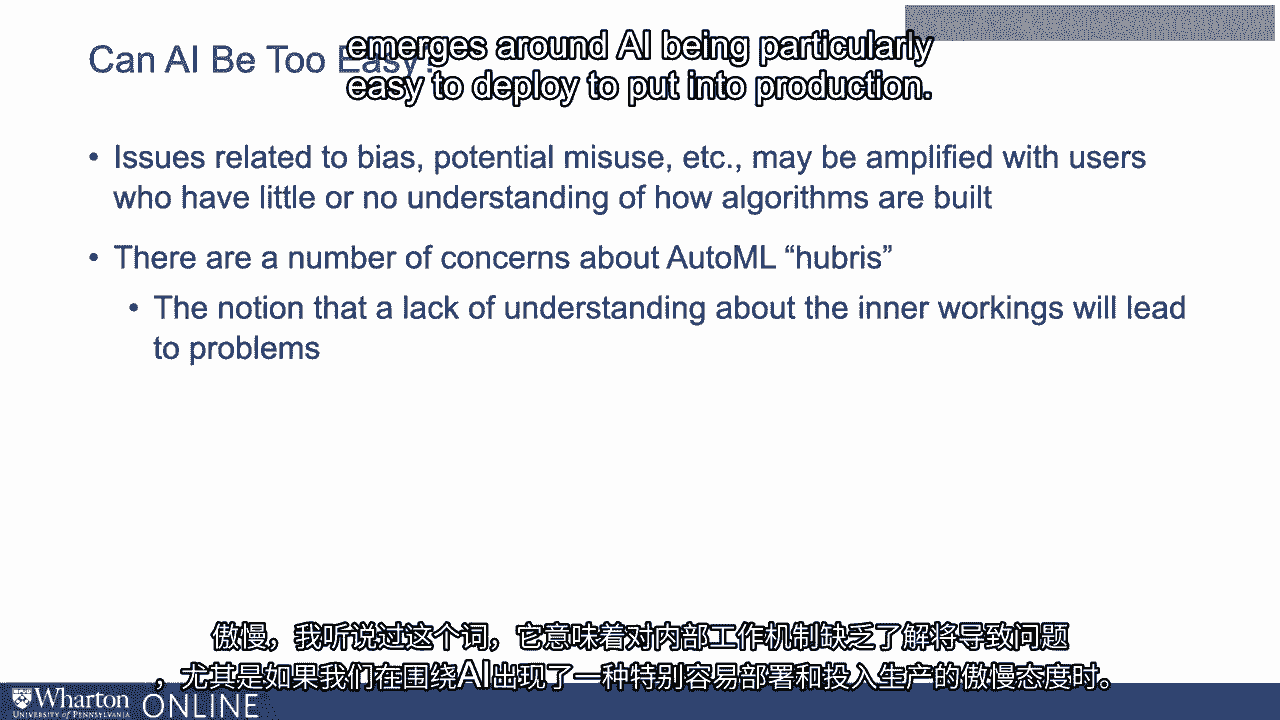 emerges around AI being particularly
Can AI Be Too Easy?
easy to deploy to put into production.
• Issues related to bias, potential misuse, etc., may be amplified with users
who have little or no understanding of how algorithms are built
• There are a number of concerns about AutoML “hubris”
• The notion that a lack of understanding about the inner workings will lead
to problems
傲慢，我听说过这个词，它意味着对内部工作机制缺乏了解将导致问题
，尤其是如果我们在围绕AI出现了一种特别容易部署和投入生产的傲慢态度时。
Wharton ONLINE
UNIVERSITY of PENNSYLVANIA